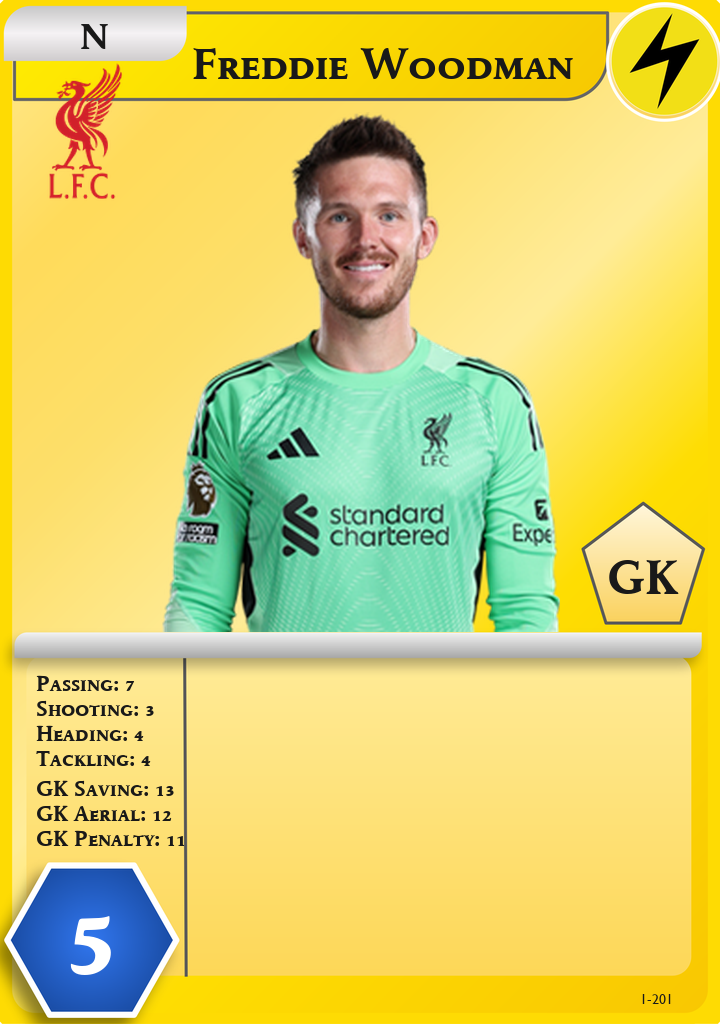 N
Freddie Woodman
L.F.C.
L.F.C.
standard
chartered
Expe
GK
Passing: 7
Shooting: 3
Heading: 4
Tackling: 4
GK Saving: 13
GK Aerial: 12
GK Penalty: 11
5
1-201